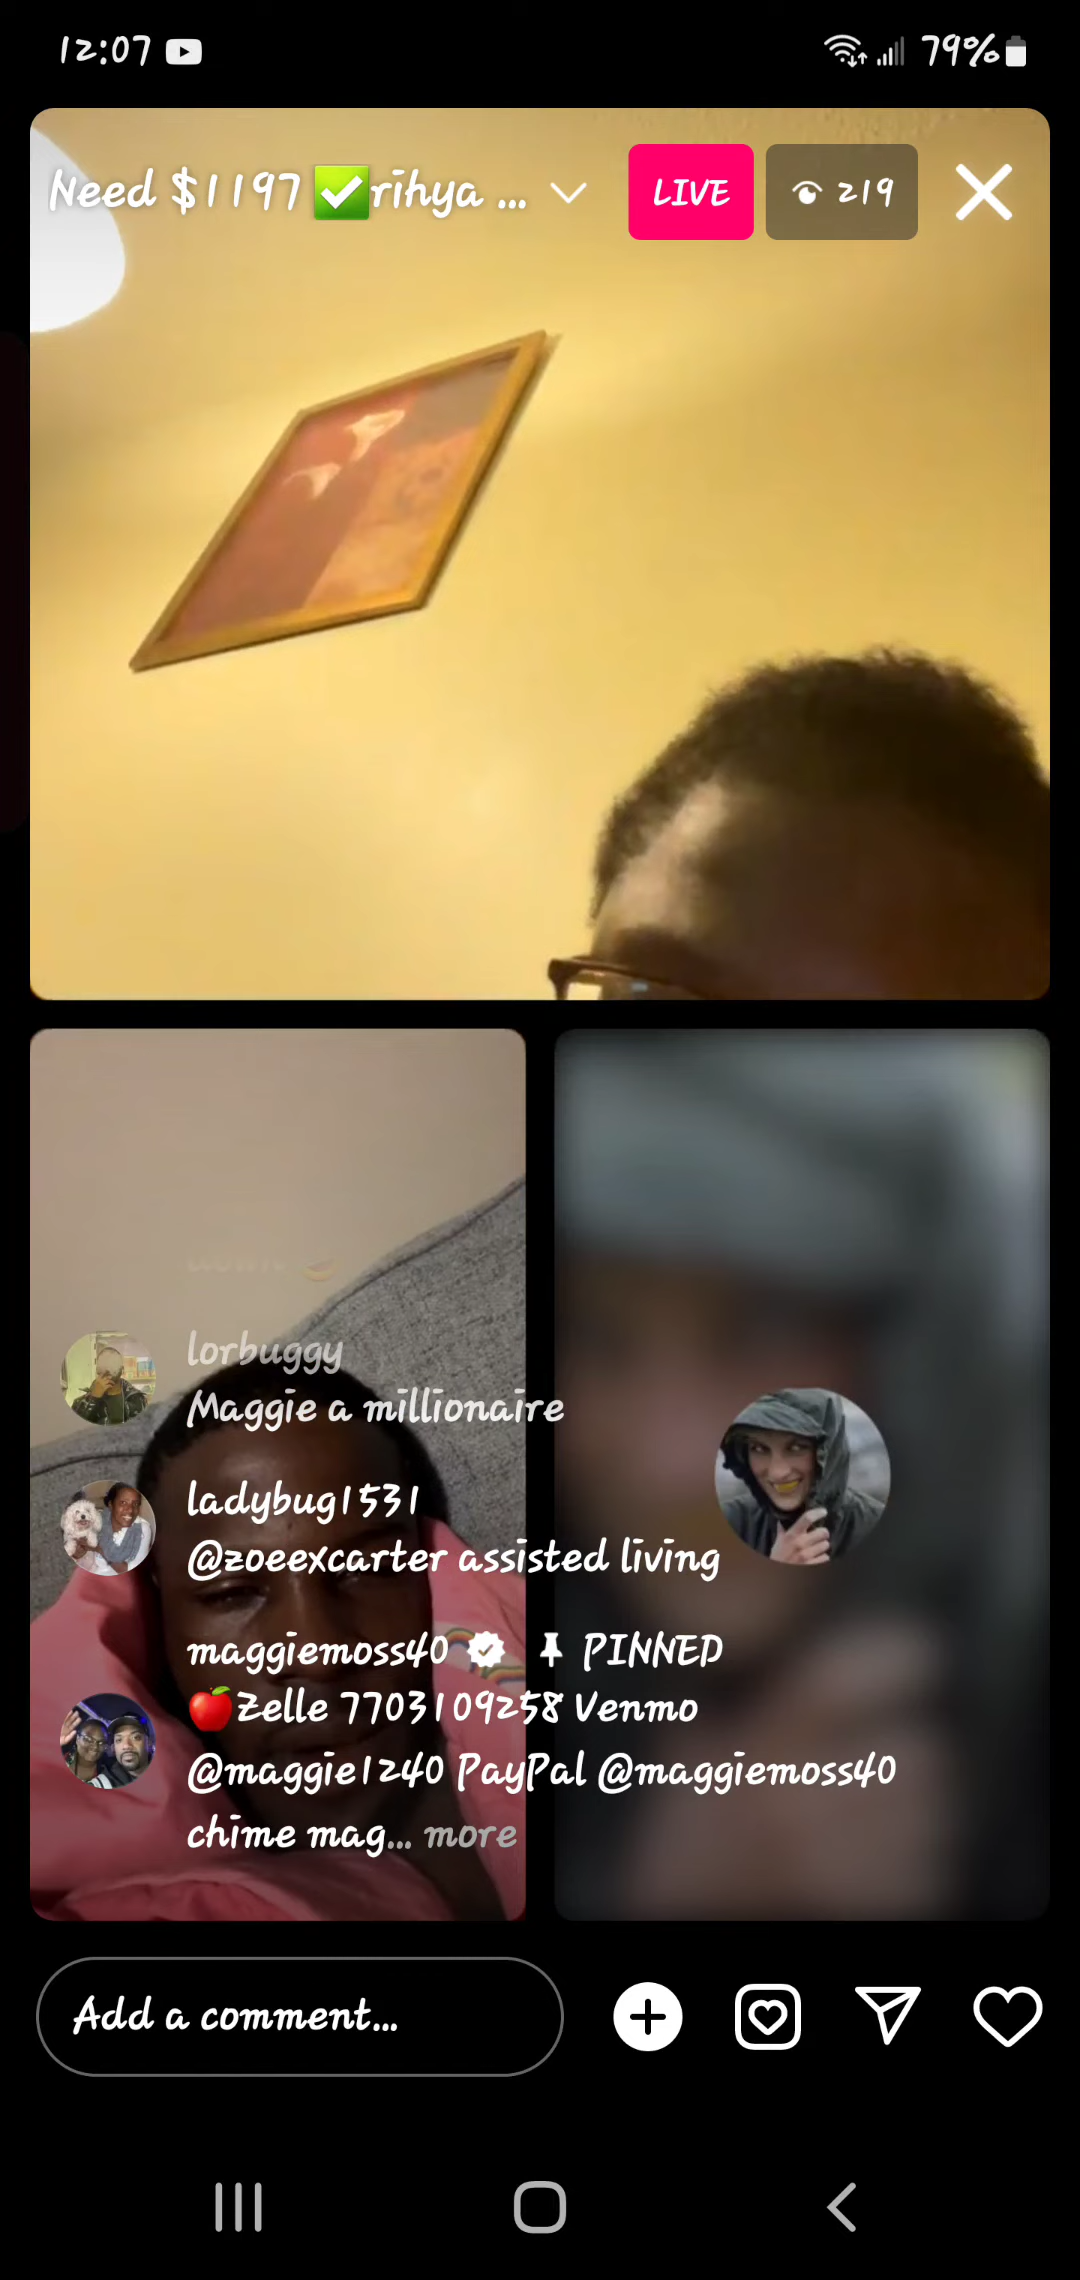 12:07
79%
Need $1197 ✅rihya ...
LIVE
219
lorbuggy
Maggie a millionaire
ladybug1531
@zoeexcarter assisted living
maggiemoss40 PINNED
🍎Zelle 7703109258 Venmo
@maggie1240 PayPal @maggiemoss40
chime mag... more
Add a comment...